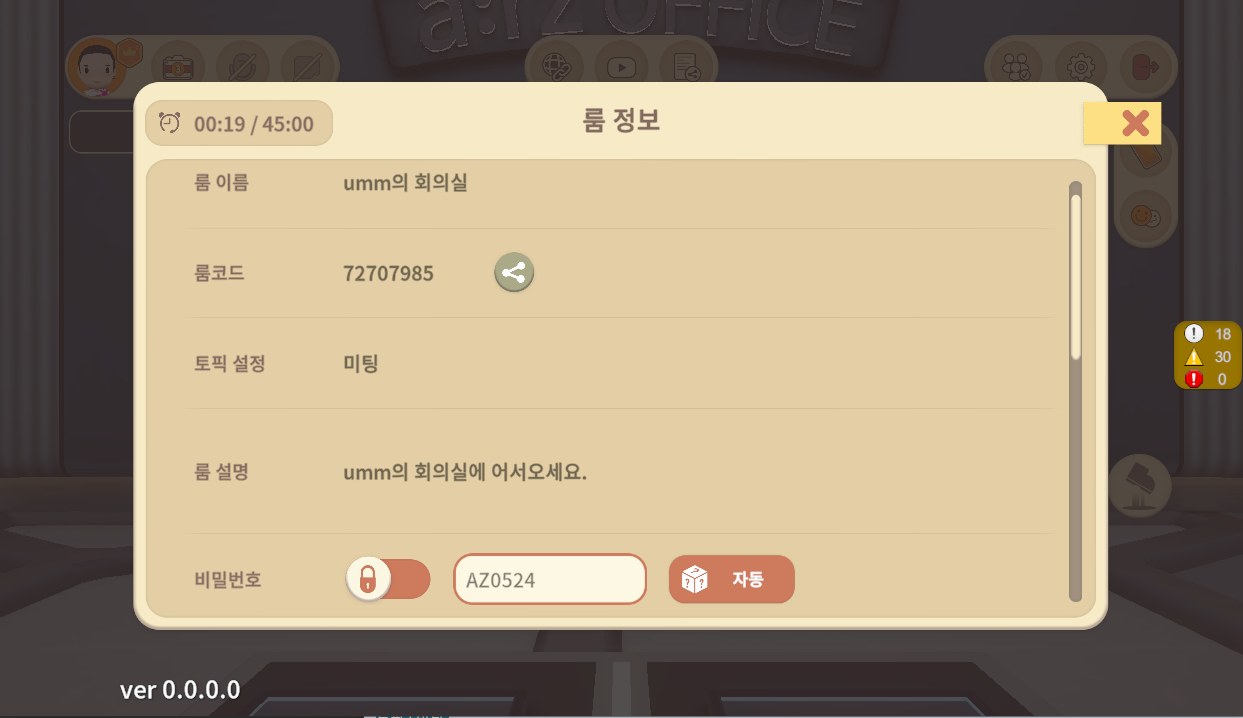 a:YZ OFFICE
00:19 / 45:00
룸 정보
룸 이름
umm의 회의실
룸코드
72707985
토픽 설정
미팅
룸 설명
umm의 회의실에 어서오세요.
비밀번호
AZ0524
자동
18
30
0
ver 0.0.0.0